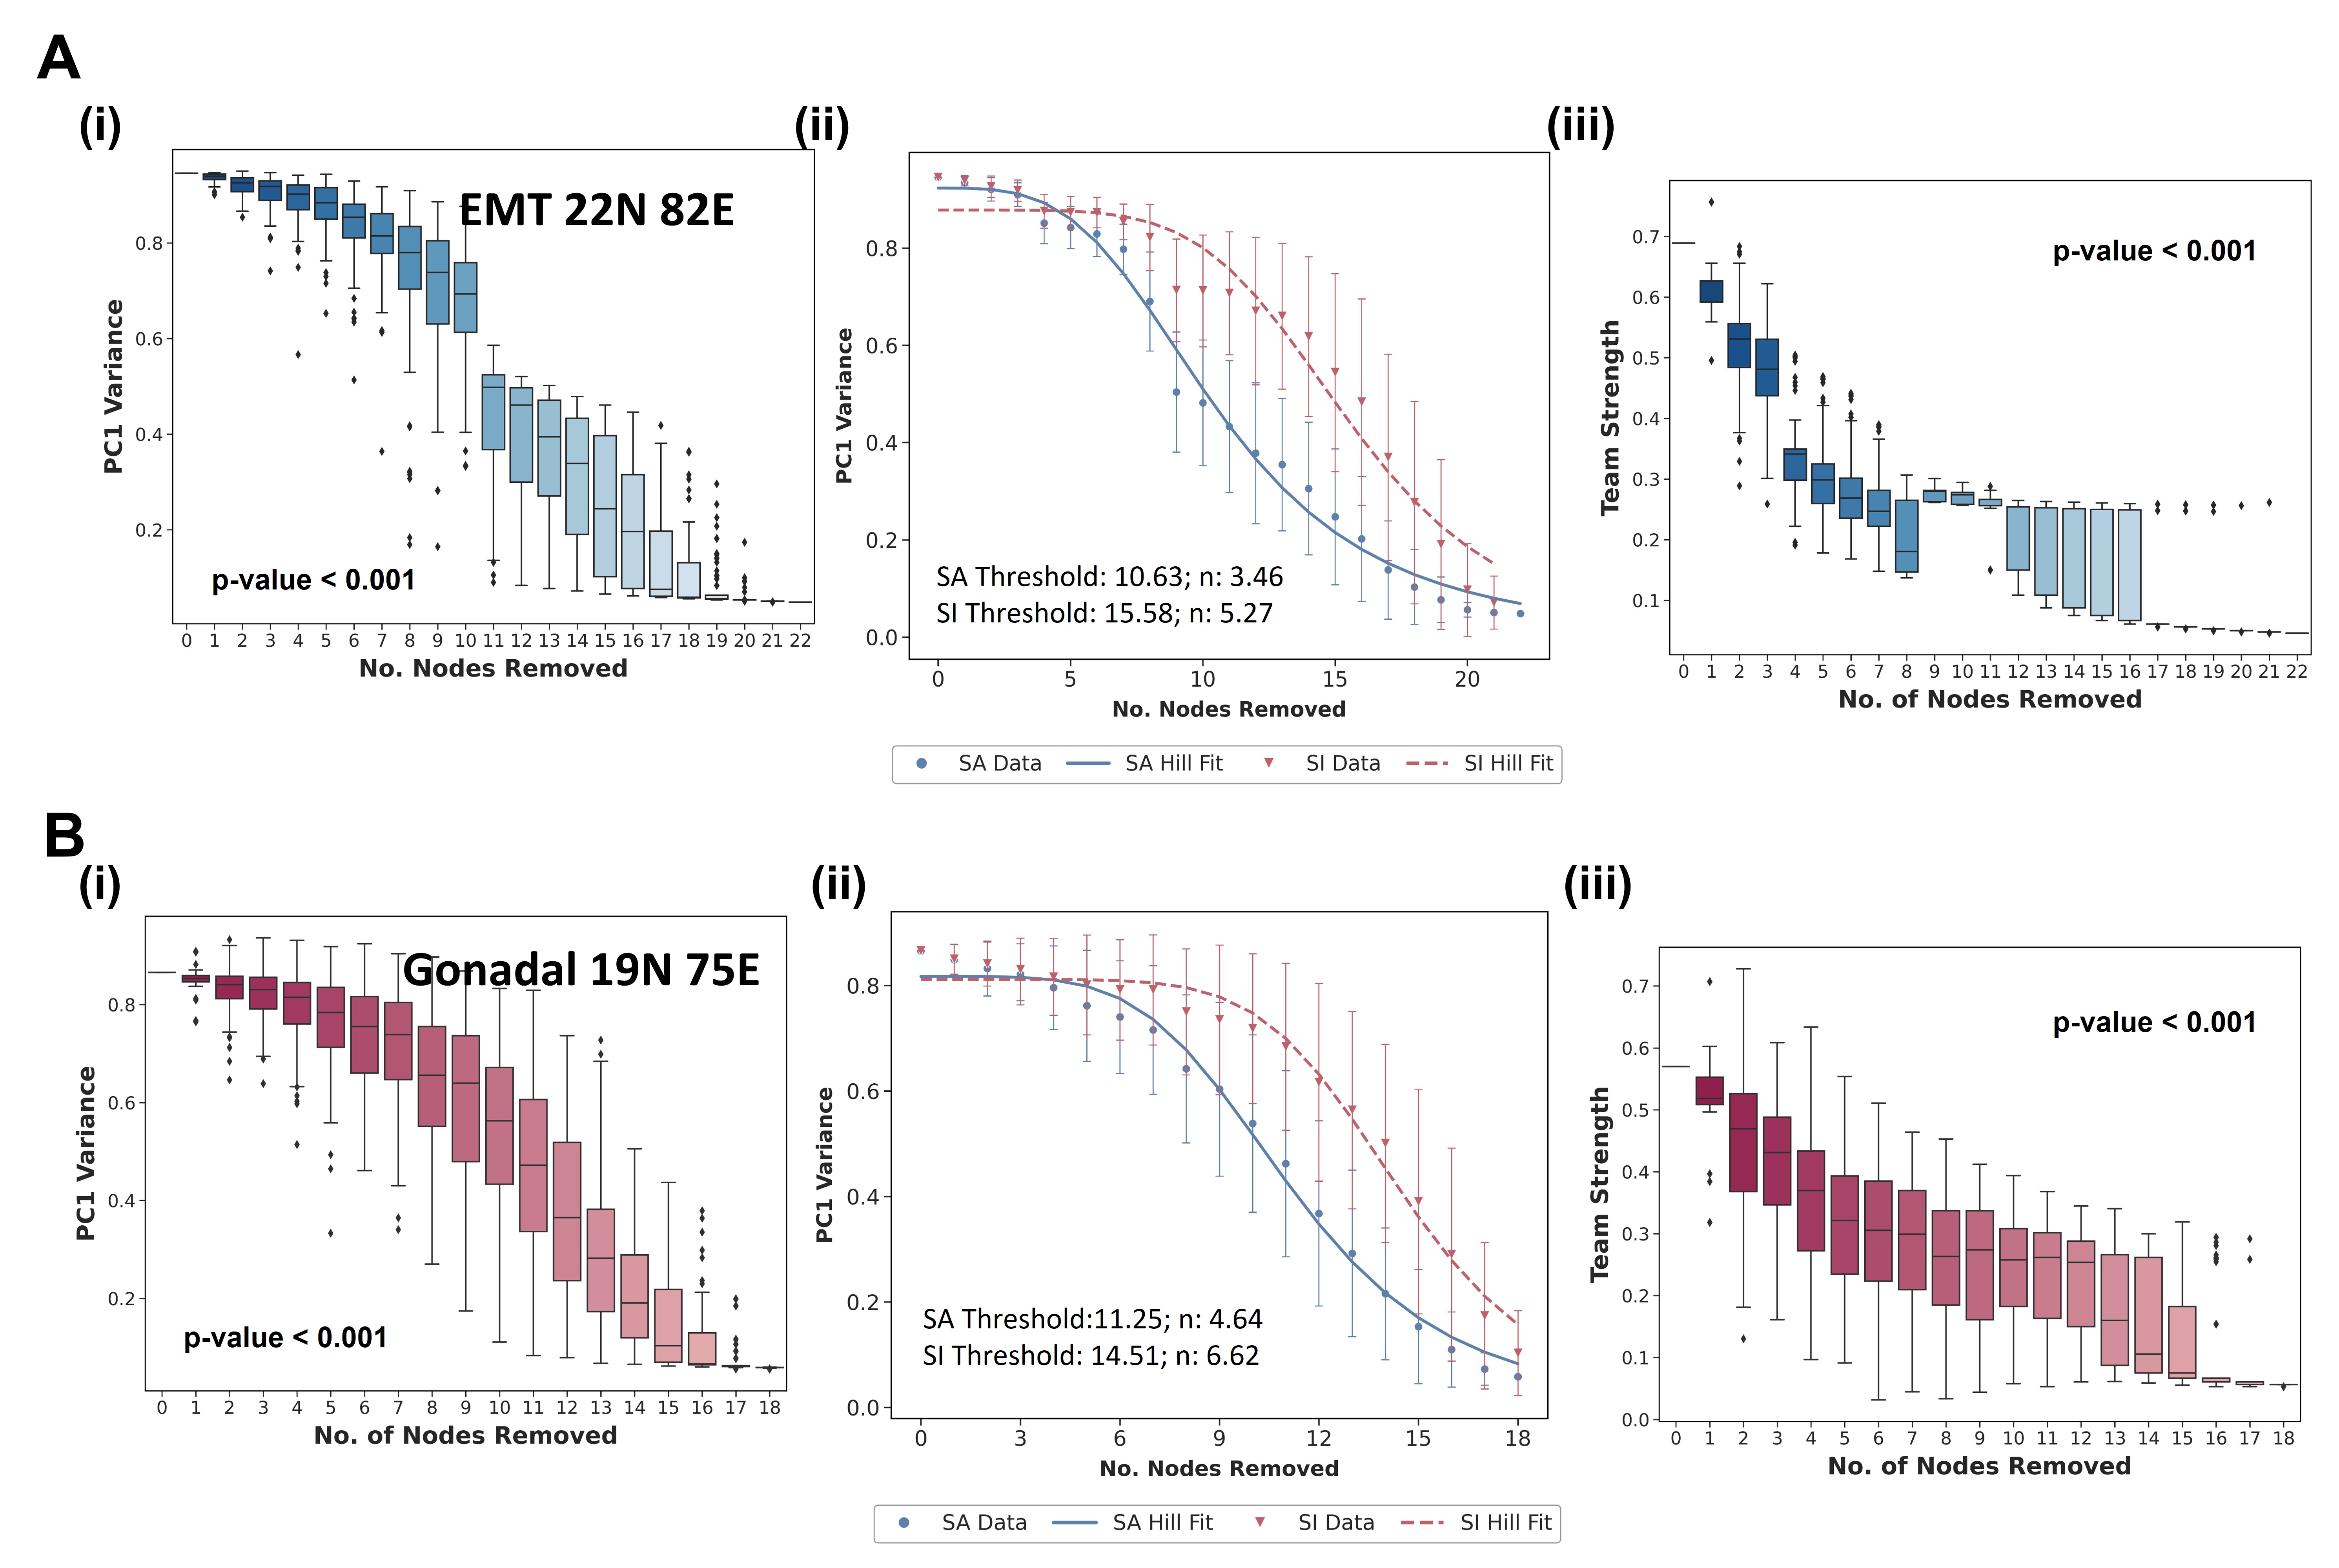 A
(i)
(ii)
(iii)
PC1 Variance
0.8
0.6
0.4
0.2
EMT 22N 82E
p-value < 0.001
0 1 2 3 4 5 6 7 8 9 10 11 12 13 14 15 16 17 18 19 20 21 22
No. Nodes Removed
PC1 Variance
0.8
0.6
0.4
0.2
0.0
SA Threshold: 10.63; n: 3.46
SI Threshold: 15.58; n: 5.27
0 5 10 15 20
No. Nodes Removed
SA Data SA Hill Fit SI Data SI Hill Fit
Team Strength
0.7
0.6
0.5
0.4
0.3
0.2
0.1
p-value < 0.001
0 1 2 3 4 5 6 7 8 9 10 11 12 13 14 15 16 17 18 19 20 21 22
No. of Nodes Removed
B
(i)
(ii)
(iii)
PC1 Variance
0.8
0.6
0.4
0.2
Gonadal 19N 75E
p-value < 0.001
0 1 2 3 4 5 6 7 8 9 10 11 12 13 14 15 16 17 18
No. of Nodes Removed
PC1 Variance
0.8
0.6
0.4
0.2
0.0
SA Threshold:11.25; n: 4.64
SI Threshold: 14.51; n: 6.62
0 3 6 9 12 15 18
No. Nodes Removed
SA Data SA Hill Fit SI Data SI Hill Fit
Team Strength
0.7
0.6
0.5
0.4
0.3
0.2
0.1
0.0
p-value < 0.001
0 1 2 3 4 5 6 7 8 9 10 11 12 13 14 15 16 17 18
No. of Nodes Removed